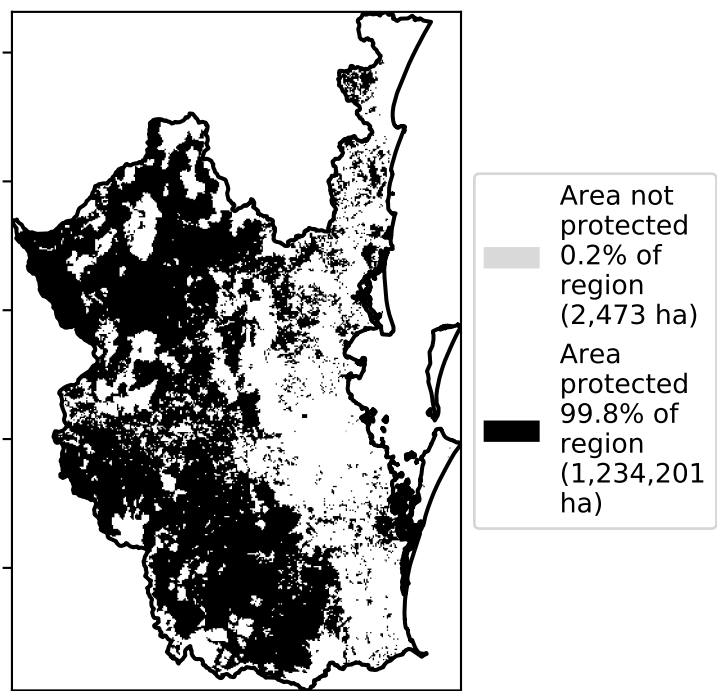 Area not
protected
0.2% of
region
(2,473 ha)
Area
protected
99.8% of
region
(1,234,201
ha)